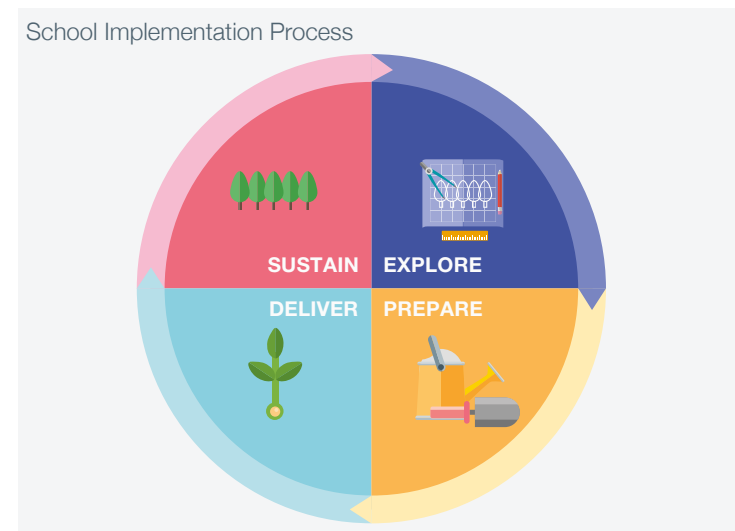 School Implementation Process
SUSTAIN
EXPLORE
DELIVER
PREPARE